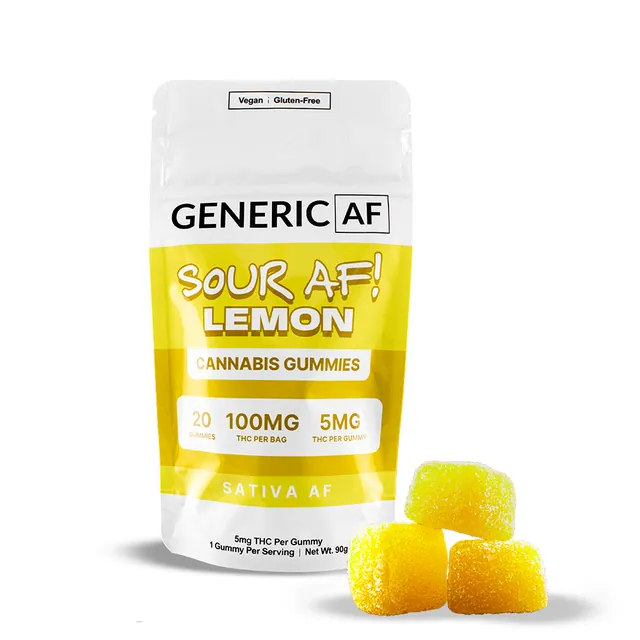 Vegan | Gluten-Free
GENERIC AF
SOUR AF!
LEMON
CANNABIS GUMMIES
20 100MG 5MG
GUMMIES THC PER BAG THC PER GUMMY
SATIVA AF
5mg THC Per Gummy
1 Gummy Per Serving | Net Wt. 90g